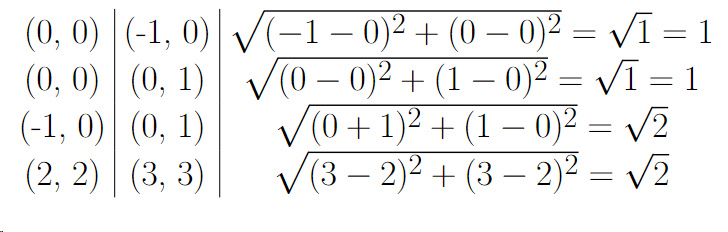 (0, 0) | (-1, 0) | √((−1 − 0)² + (0 − 0)²) = √1 = 1
(0, 0) | (0, 1) | √((0 − 0)² + (1 − 0)²) = √1 = 1
(-1, 0) | (0, 1) | √((0 + 1)² + (1 − 0)²) = √2
(2, 2) | (3, 3) | √((3 − 2)² + (3 − 2)²) = √2